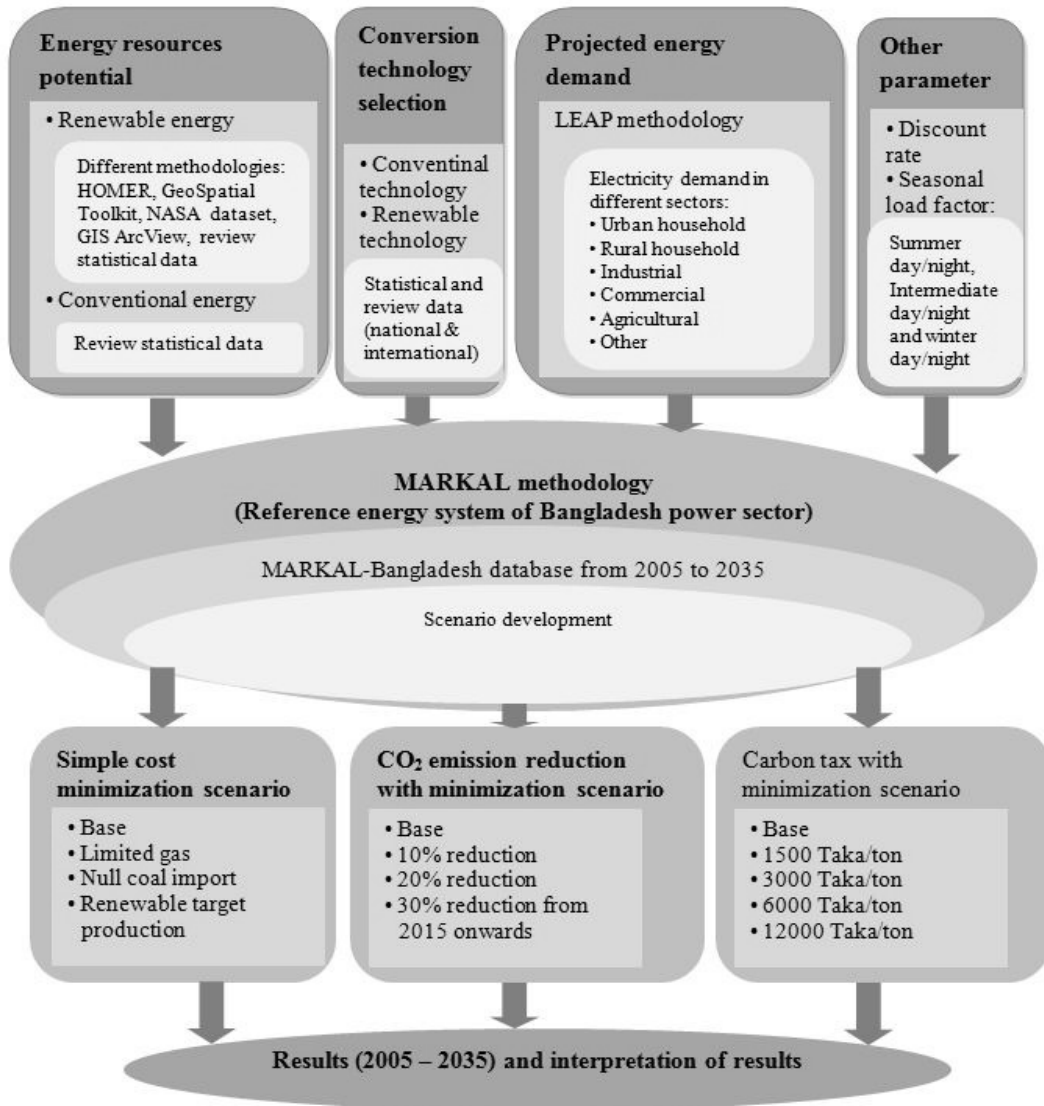 Energy resources
potential
• Renewable energy
Different methodologies:
HOMER, GeoSpatial
Toolkit, NASA dataset,
GIS ArcView, review
statistical data
• Conventional energy
Review statistical data
Conversion
technology
selection
• Conventinal
technology
• Renewable
technology
Statistical and
review data
(national &
international)
Projected energy
demand
LEAP methodology
Electricity demand in
different sectors:
• Urban household
• Rural household
• Industrial
• Commercial
• Agricultural
• Other
Other
parameter
• Discount
rate
• Seasonal
load factor:
Summer
day/night,
Intermediate
day/night
and winter
day/night
MARKAL methodology
(Reference energy system of Bangladesh power sector)
MARKAL-Bangladesh database from 2005 to 2035
Scenario development
Simple cost
minimization scenario
• Base
• Limited gas
• Null coal import
• Renewable target
production
CO₂ emission reduction
with minimization scenario
• Base
• 10% reduction
• 20% reduction
• 30% reduction from
2015 onwards
Carbon tax with
minimization scenario
• Base
• 1500 Taka/ton
• 3000 Taka/ton
• 6000 Taka/ton
• 12000 Taka/ton
Results (2005 – 2035) and interpretation of results